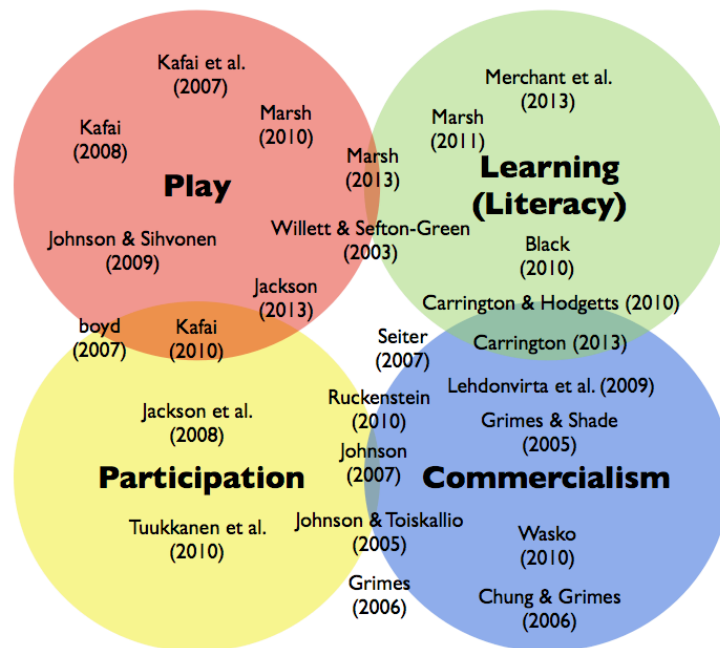 Kafai et al.
(2007)
Merchant et al.
(2013)
Marsh
(2010)
Marsh
(2011)
Kafai
(2008)
Marsh
(2013)
Play
Learning
(Literacy)
Willett & Sefton-Green
(2003)
Johnson & Sihvonen
(2009)
Black
(2010)
Jackson
(2013)
Carrington & Hodgetts (2010)
boyd
(2007)
Kafai
(2010)
Seiter
(2007)
Carrington (2013)
Lehdonvirta et al. (2009)
Ruckenstein
(2010)
Jackson et al.
(2008)
Grimes & Shade
(2005)
Johnson
(2007)
Participation
Commercialism
Tuukkanen et al.
(2010)
Johnson & Toiskallio
(2005)
Wasko
(2010)
Grimes
(2006)
Chung & Grimes
(2006)